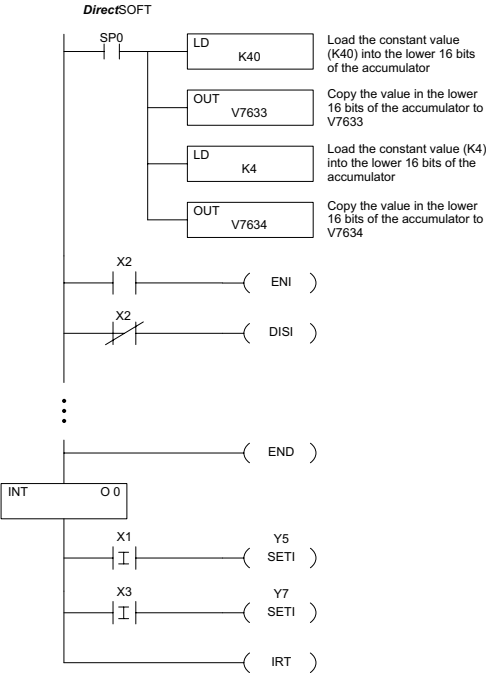 DirectSOFT
SP0
LD
K40
Load the constant value
(K40) into the lower 16 bits
of the accumulator
OUT
V7633
Copy the value in the lower
16 bits of the accumulator to
V7633
LD
K4
Load the constant value (K4)
into the lower 16 bits of the
accumulator
OUT
V7634
Copy the value in the lower
16 bits of the accumulator to
V7634
X2
ENI
X2
DISI
END
INT O 0
X1
Y5
SETI
X3
Y7
SETI
IRT